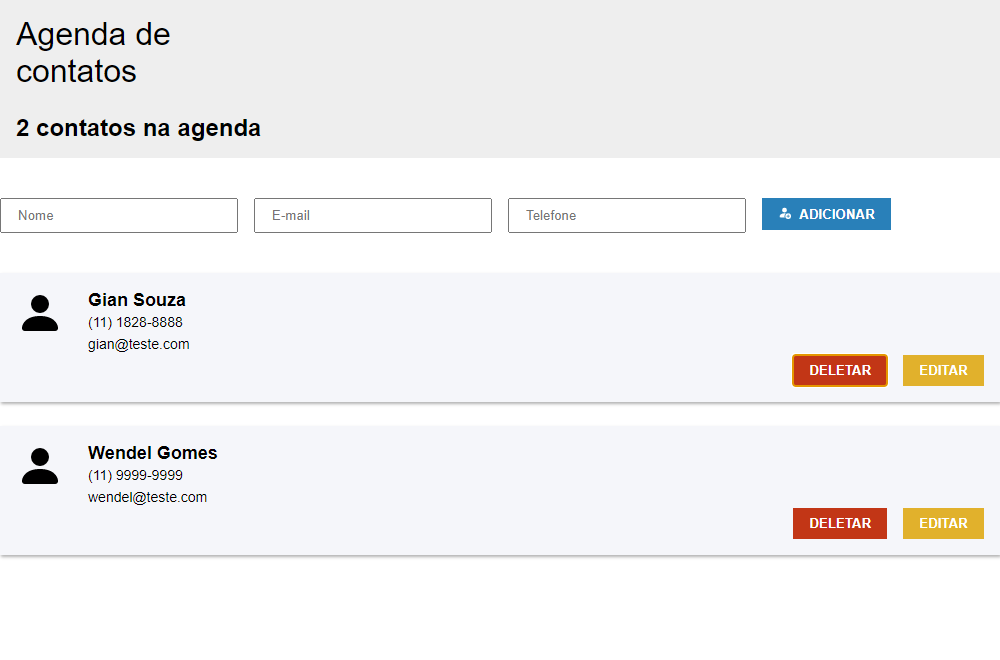 Agenda de
contatos
2 contatos na agenda
Nome E-mail Telefone ADICIONAR
Gian Souza
(11) 1828-8888
gian@teste.com
DELETAR EDITAR
Wendel Gomes
(11) 9999-9999
wendel@teste.com
DELETAR EDITAR